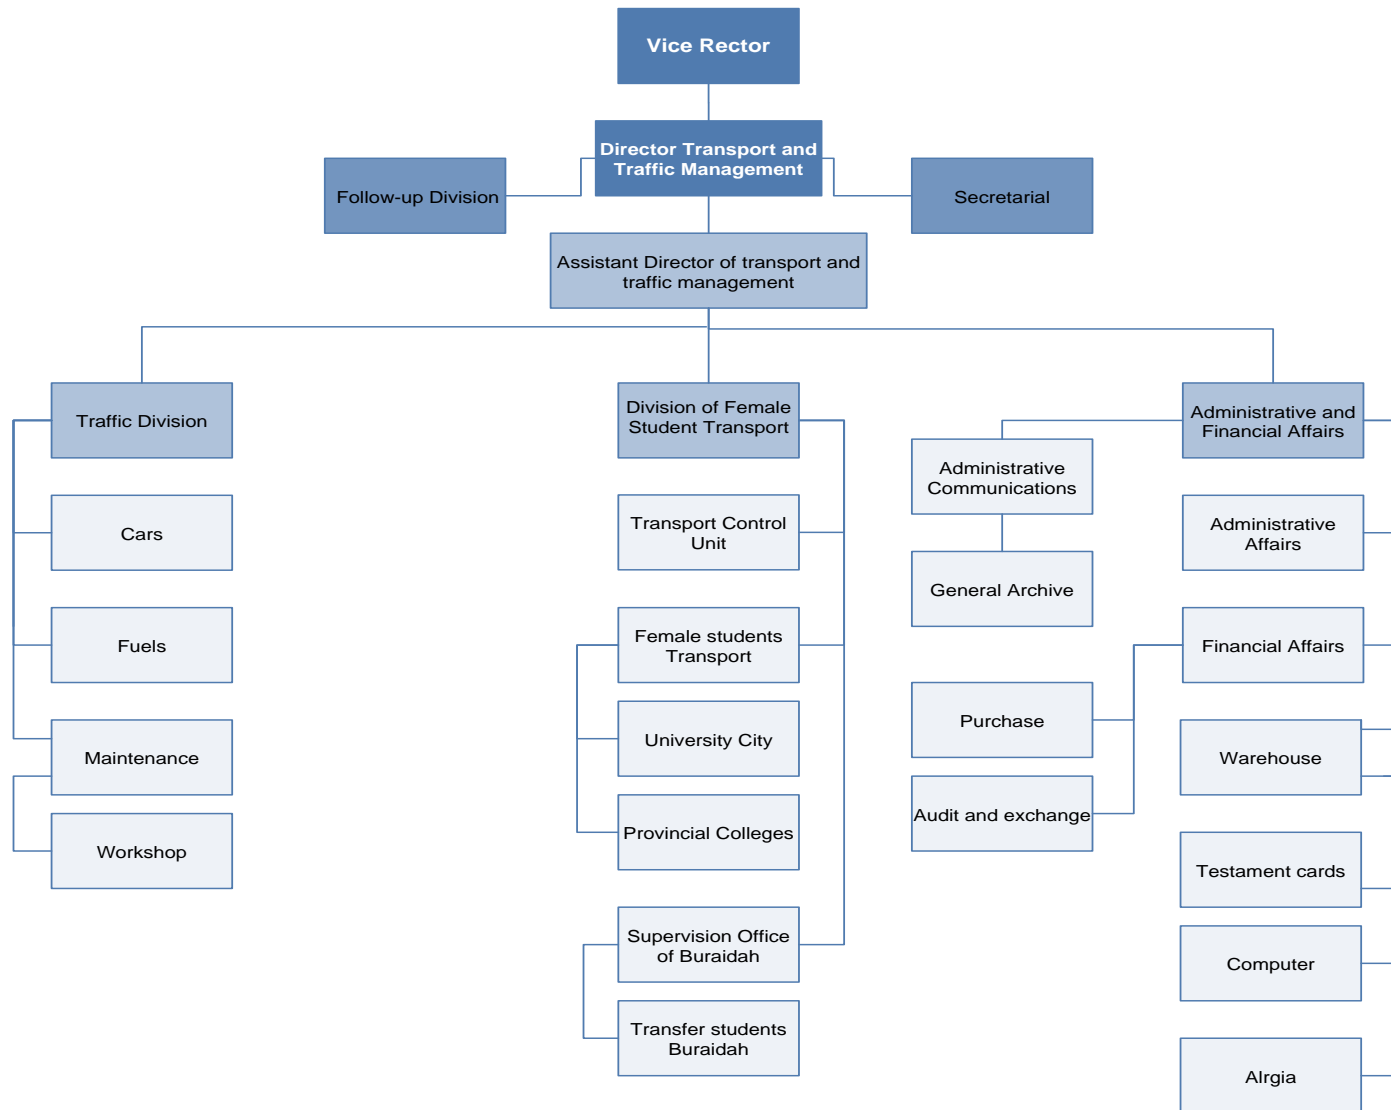 Vice Rector
Director Transport and
Traffic Management
Follow-up Division
Secretarial
Assistant Director of transport and
traffic management
Traffic Division
Cars
Fuels
Maintenance
Workshop
Division of Female
Student Transport
Transport Control
Unit
Female students
Transport
University City
Provincial Colleges
Supervision Office
of Buraidah
Transfer students
Buraidah
Administrative and
Financial Affairs
Administrative
Communications
General Archive
Administrative
Affairs
Financial Affairs
Purchase
Audit and exchange
Warehouse
Testament cards
Computer
Alrgia